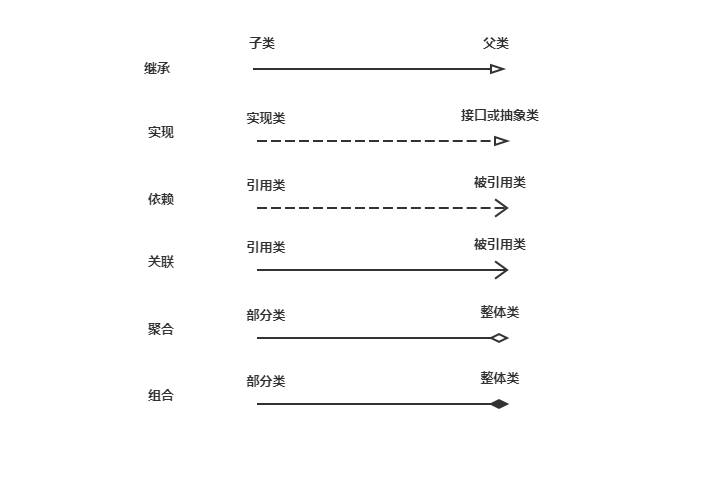 子类
父类
继承
实现类
接口或抽象类
实现
引用类
被引用类
依赖
引用类
被引用类
关联
部分类
整体类
聚合
部分类
整体类
组合